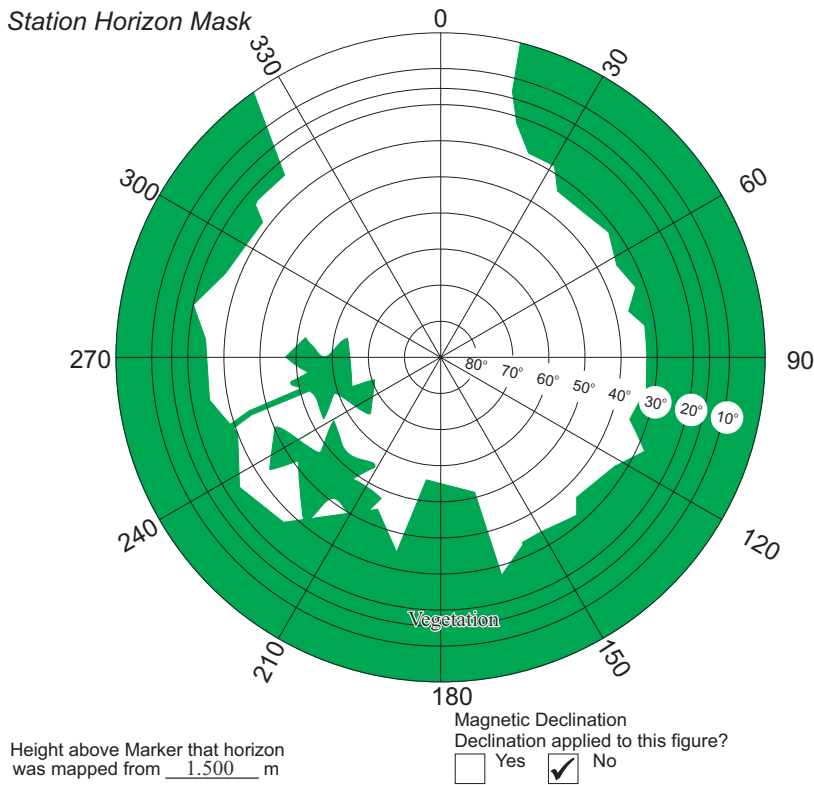 Station Horizon Mask
0
330
30
300
60
270
80°
70°
60°
50°
40°
30°
20°
10°
90
240
120
Vegetation
210
150
180
Magnetic Declination
Declination applied to this figure?
Yes
No
Height above Marker that horizon
was mapped from 1.500 m